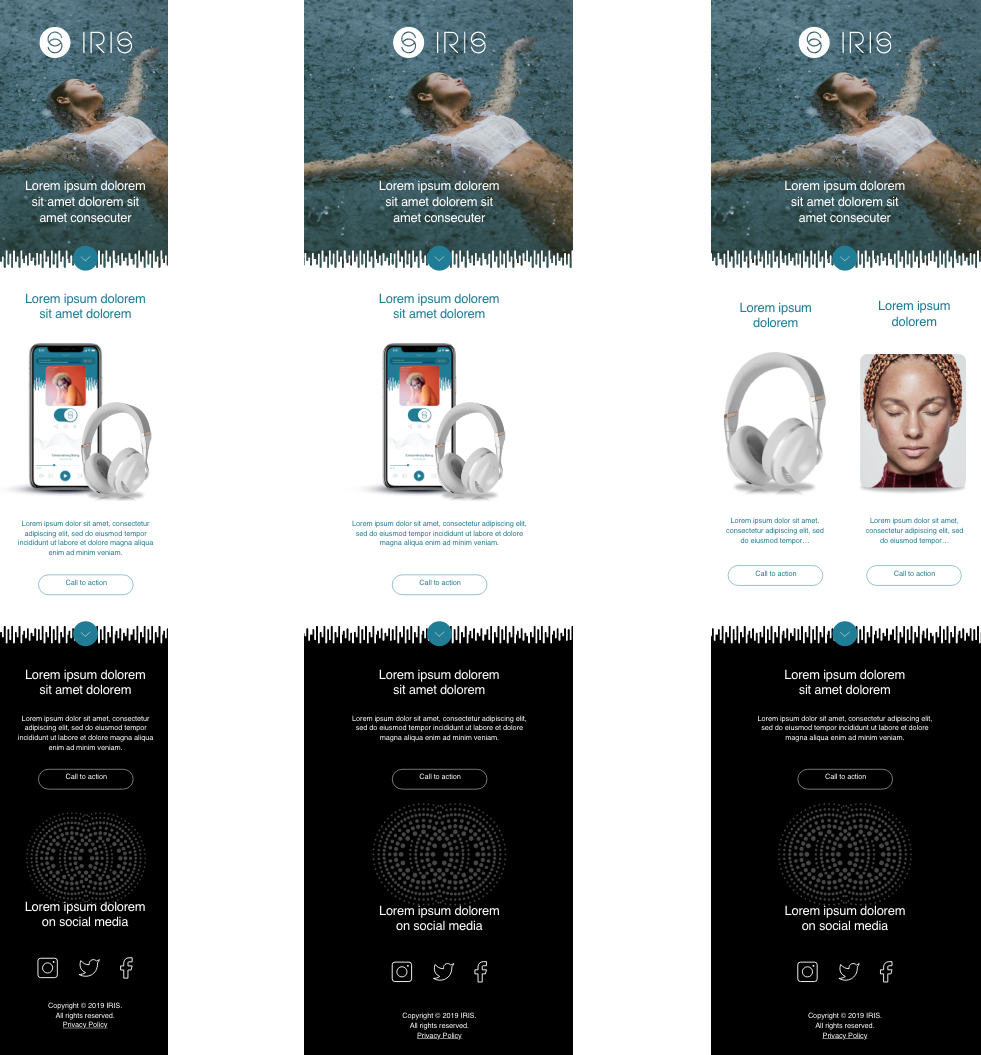 IRIS
Lorem ipsum dolorem
sit amet dolorem sit
amet consecuter
Lorem ipsum dolorem
sit amet dolorem
Lorem ipsum dolor sit amet, consectetur
adipiscing elit, sed do eiusmod tempor
incididunt ut labore et dolore magna aliqua
enim ad minim veniam.
Call to action
Lorem ipsum dolorem
sit amet dolorem
Lorem ipsum dolor sit amet, consectetur
adipiscing elit, sed do eiusmod tempor
incididunt ut labore et dolore magna aliqua
enim ad minim veniam.
Call to action
Lorem ipsum dolorem
on social media
Copyright © 2019 IRIS.
All rights reserved.
Privacy Policy
IRIS
Lorem ipsum dolorem
sit amet dolorem sit
amet consecuter
Lorem ipsum dolorem
sit amet dolorem
Lorem ipsum dolor sit amet, consectetur adipiscing elit,
sed do eiusmod tempor incididunt ut labore et dolore
magna aliqua enim ad minim veniam.
Call to action
Lorem ipsum dolorem
sit amet dolorem
Lorem ipsum dolor sit amet, consectetur adipiscing elit,
sed do eiusmod tempor incididunt ut labore et dolore
magna aliqua enim ad minim veniam.
Call to action
Lorem ipsum dolorem
on social media
Copyright © 2019 IRIS.
All rights reserved.
Privacy Policy
IRIS
Lorem ipsum dolorem
sit amet dolorem sit
amet consecuter
Lorem ipsum
dolorem
Lorem ipsum dolor sit amet,
consectetur adipiscing elit, sed
do eiusmod tempor…
Call to action
Lorem ipsum
dolorem
Lorem ipsum dolor sit amet,
consectetur adipiscing elit, sed
do eiusmod tempor…
Call to action
Lorem ipsum dolorem
sit amet dolorem
Lorem ipsum dolor sit amet, consectetur adipiscing elit,
sed do eiusmod tempor incididunt ut labore et dolore
magna aliqua enim ad minim veniam.
Call to action
Lorem ipsum dolorem
on social media
Copyright © 2019 IRIS.
All rights reserved.
Privacy Policy